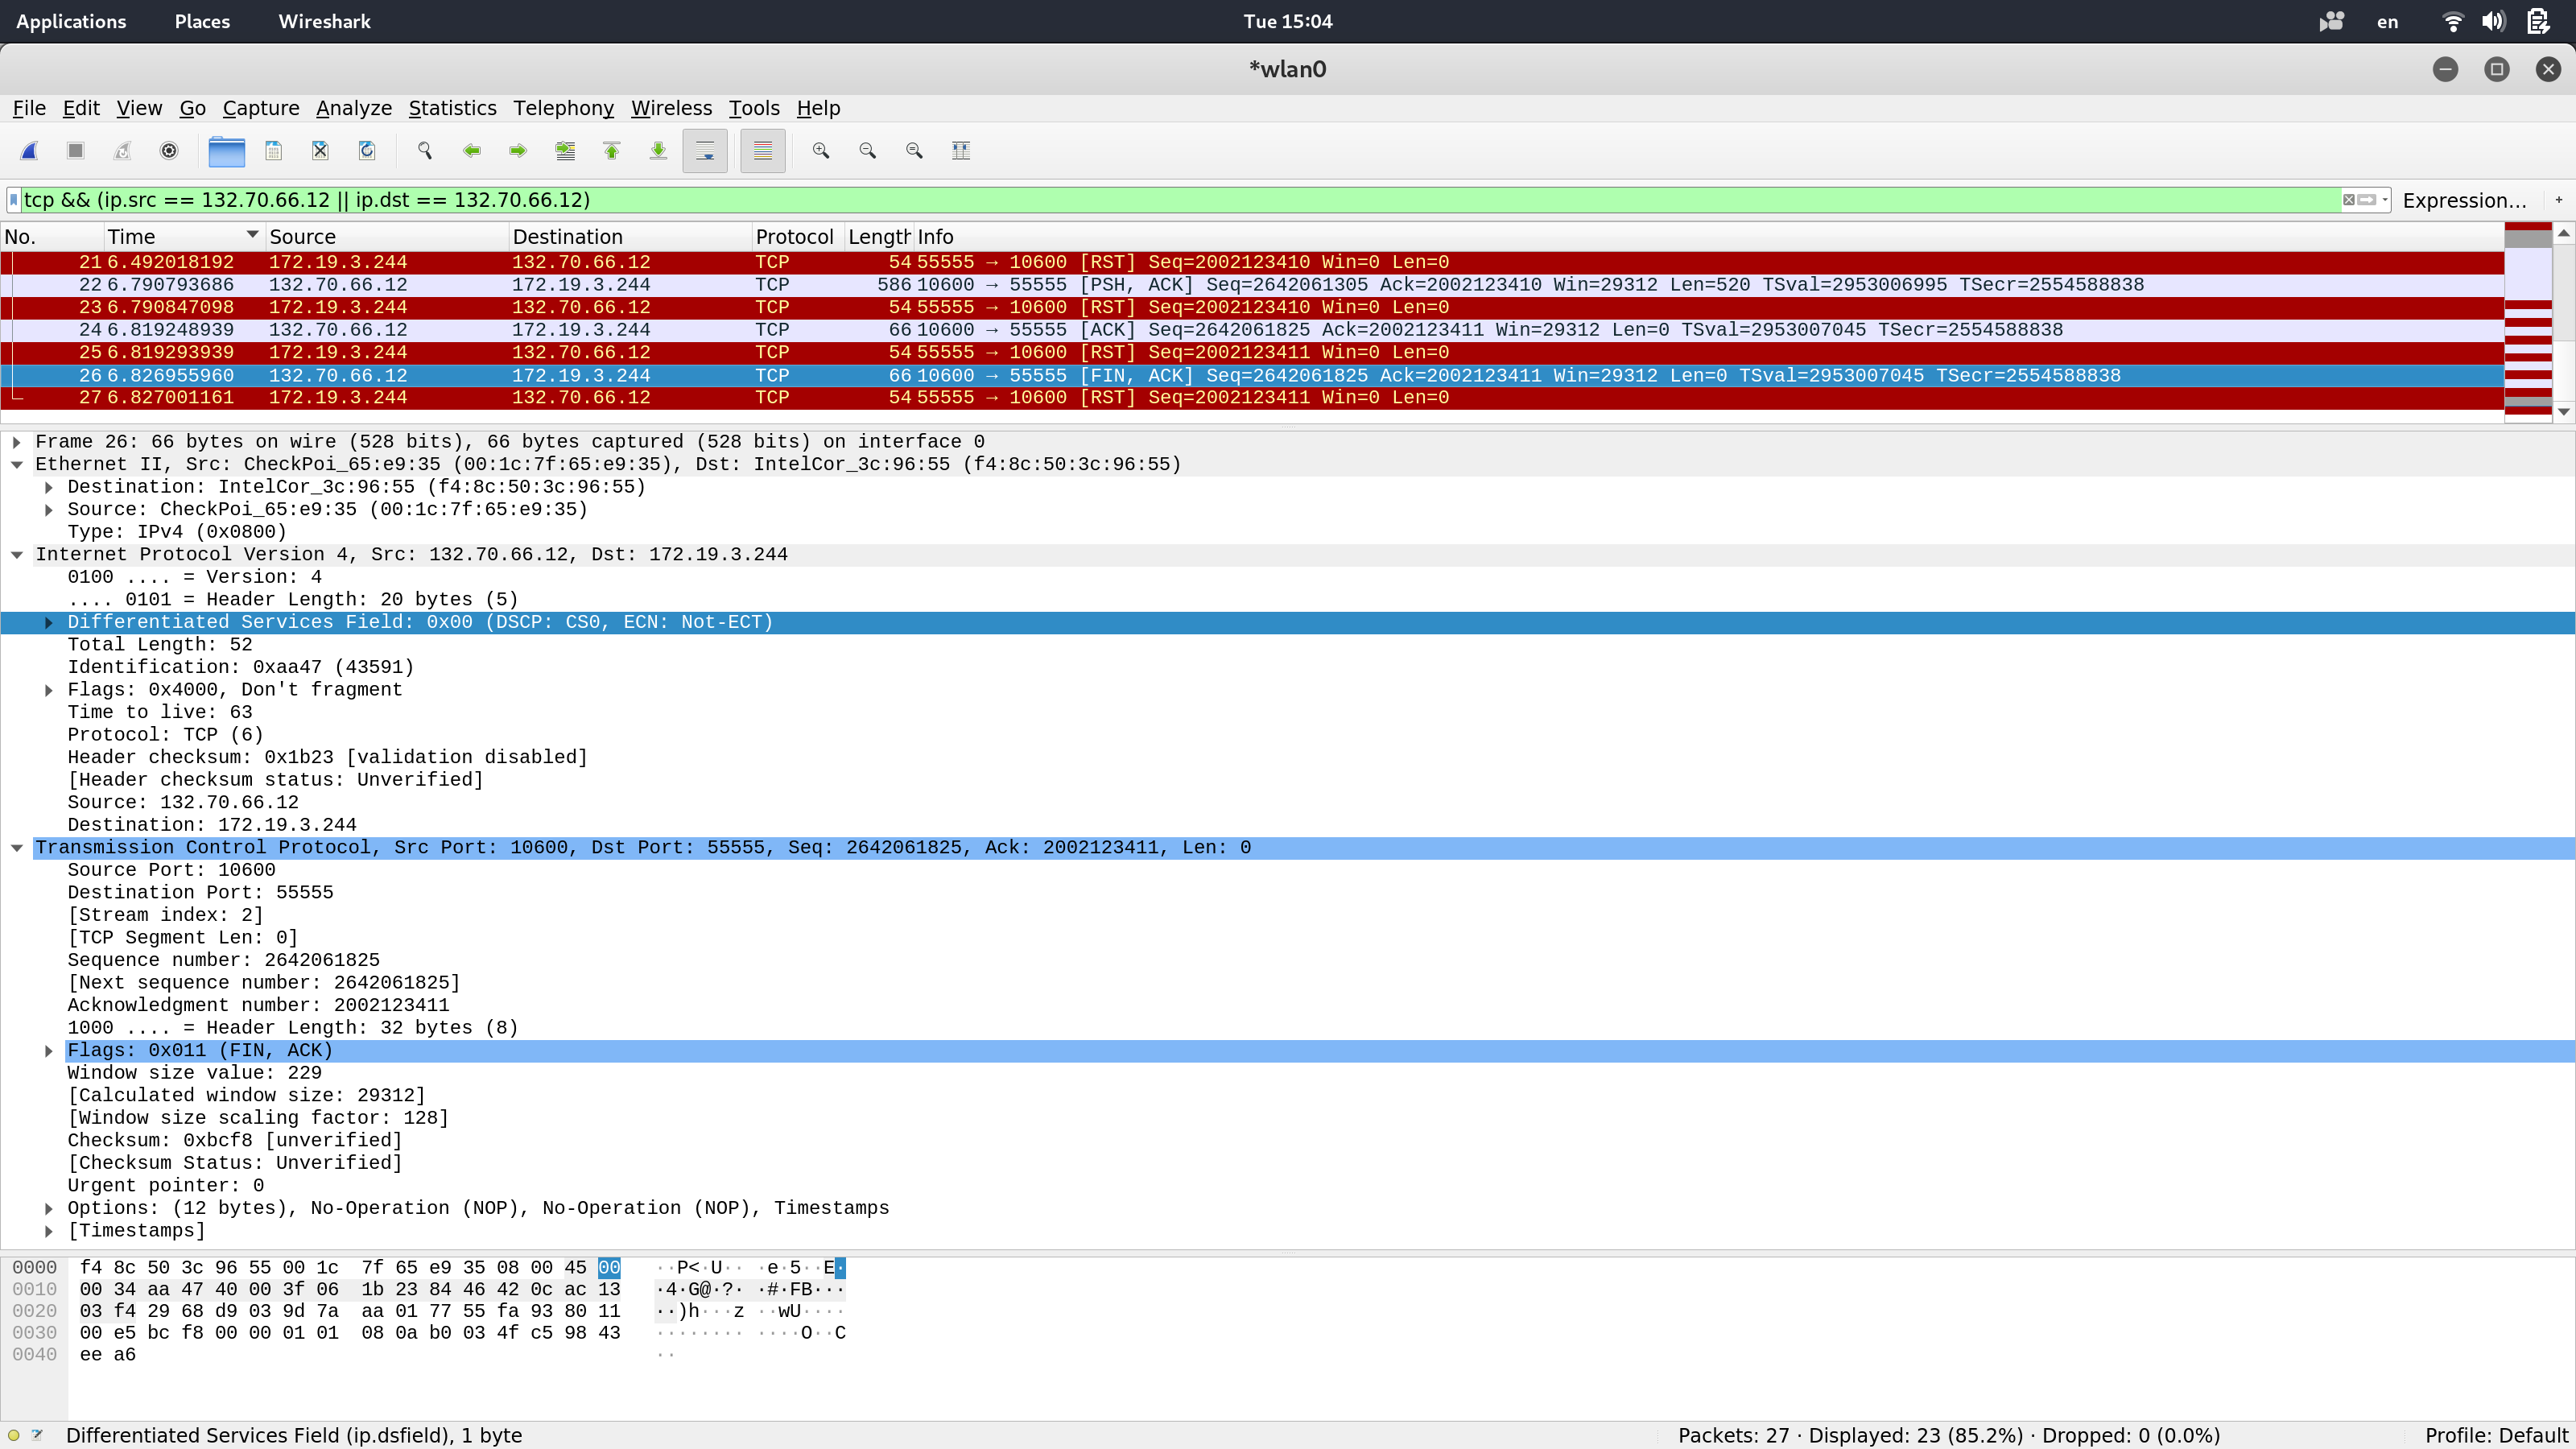 Applications Places Wireshark Tue 15:04 en
*wlan0
File Edit View Go Capture Analyze Statistics Telephony Wireless Tools Help
tcp && (ip.src == 132.70.66.12 || ip.dst == 132.70.66.12) Expression… +
No. Time Source Destination Protocol Length Info
21 6.492018192 172.19.3.244 132.70.66.12 TCP 54 55555 → 10600 [RST] Seq=2002123410 Win=0 Len=0
22 6.790793686 132.70.66.12 172.19.3.244 TCP 586 10600 → 55555 [PSH, ACK] Seq=2642061305 Ack=2002123410 Win=29312 Len=520 TSval=2953006995 TSecr=2554588838
23 6.790847098 172.19.3.244 132.70.66.12 TCP 54 55555 → 10600 [RST] Seq=2002123410 Win=0 Len=0
24 6.819248939 132.70.66.12 172.19.3.244 TCP 66 10600 → 55555 [ACK] Seq=2642061825 Ack=2002123411 Win=29312 Len=0 TSval=2953007045 TSecr=2554588838
25 6.819293939 172.19.3.244 132.70.66.12 TCP 54 55555 → 10600 [RST] Seq=2002123411 Win=0 Len=0
26 6.826955960 132.70.66.12 172.19.3.244 TCP 66 10600 → 55555 [FIN, ACK] Seq=2642061825 Ack=2002123411 Win=29312 Len=0 TSval=2953007045 TSecr=2554588838
27 6.827001161 172.19.3.244 132.70.66.12 TCP 54 55555 → 10600 [RST] Seq=2002123411 Win=0 Len=0
Frame 26: 66 bytes on wire (528 bits), 66 bytes captured (528 bits) on interface 0
Ethernet II, Src: CheckPoi_65:e9:35 (00:1c:7f:65:e9:35), Dst: IntelCor_3c:96:55 (f4:8c:50:3c:96:55)
Destination: IntelCor_3c:96:55 (f4:8c:50:3c:96:55)
Source: CheckPoi_65:e9:35 (00:1c:7f:65:e9:35)
Type: IPv4 (0x0800)
Internet Protocol Version 4, Src: 132.70.66.12, Dst: 172.19.3.244
0100 .... = Version: 4
.... 0101 = Header Length: 20 bytes (5)
Differentiated Services Field: 0x00 (DSCP: CS0, ECN: Not-ECT)
Total Length: 52
Identification: 0xaa47 (43591)
Flags: 0x4000, Don't fragment
Time to live: 63
Protocol: TCP (6)
Header checksum: 0x1b23 [validation disabled]
[Header checksum status: Unverified]
Source: 132.70.66.12
Destination: 172.19.3.244
Transmission Control Protocol, Src Port: 10600, Dst Port: 55555, Seq: 2642061825, Ack: 2002123411, Len: 0
Source Port: 10600
Destination Port: 55555
[Stream index: 2]
[TCP Segment Len: 0]
Sequence number: 2642061825
[Next sequence number: 2642061825]
Acknowledgment number: 2002123411
1000 .... = Header Length: 32 bytes (8)
Flags: 0x011 (FIN, ACK)
Window size value: 229
[Calculated window size: 29312]
[Window size scaling factor: 128]
Checksum: 0xbcf8 [unverified]
[Checksum Status: Unverified]
Urgent pointer: 0
Options: (12 bytes), No-Operation (NOP), No-Operation (NOP), Timestamps
[Timestamps]
0000 f4 8c 50 3c 96 55 00 1c 7f 65 e9 35 08 00 45 00 ··P<·U·· ·e·5··E·
0010 00 34 aa 47 40 00 3f 06 1b 23 84 46 42 0c ac 13 ·4·G@·?· ·#·FB···
0020 03 f4 29 68 d9 03 9d 7a aa 01 77 55 fa 93 80 11 ··)h···z ··wU····
0030 00 e5 bc f8 00 00 01 01 08 0a b0 03 4f c5 98 43 ········ ····O··C
0040 ee a6 ··
Differentiated Services Field (ip.dsfield), 1 byte Packets: 27 · Displayed: 23 (85.2%) · Dropped: 0 (0.0%) Profile: Default